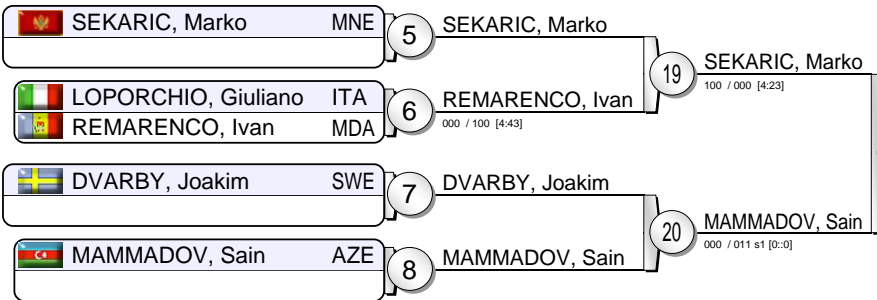 SEKARIC, Marko MNE
5
SEKARIC, Marko
LOPORCHIO, Giuliano ITA
REMARENCO, Ivan MDA
6
REMARENCO, Ivan
000 / 100 [4:43]
19
SEKARIC, Marko
100 / 000 [4:23]
DVARBY, Joakim SWE
7
DVARBY, Joakim
MAMMADOV, Sain AZE
8
MAMMADOV, Sain
20
MAMMADOV, Sain
000 / 011 s1 [0::0]